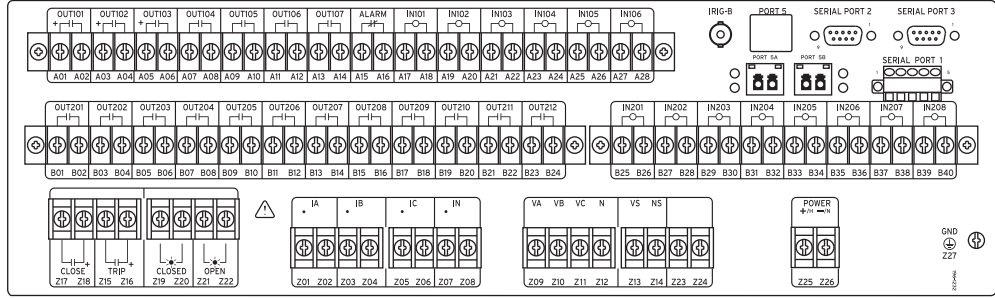 OUT101 OUT102 OUT103 OUT104 OUT105 OUT106 OUT107 ALARM IN101 IN102 IN103 IN104 IN105 IN106
A01 A02 A03 A04 A05 A06 A07 A08 A09 A10 A11 A12 A13 A14 A15 A16 A17 A18 A19 A20 A21 A22 A23 A24 A25 A26 A27 A28
IRIG-B PORT 5 SERIAL PORT 2 SERIAL PORT 3
9 1 9 1
PORT 5A PORT 5B SERIAL PORT 1
1 5
OUT201 OUT202 OUT203 OUT204 OUT205 OUT206 OUT207 OUT208 OUT209 OUT210 OUT211 OUT212
B01 B02 B03 B04 B05 B06 B07 B08 B09 B10 B11 B12 B13 B14 B15 B16 B17 B18 B19 B20 B21 B22 B23 B24
IN201 IN202 IN203 IN204 IN205 IN206 IN207 IN208
B25 B26 B27 B28 B29 B30 B31 B32 B33 B34 B35 B36 B37 B38 B39 B40
CLOSE TRIP CLOSED OPEN
Z17 Z18 Z15 Z16 Z19 Z20 Z21 Z22
IA IB IC IN
Z01 Z02 Z03 Z04 Z05 Z06 Z07 Z08
VA VB VC N VS NS
Z09 Z10 Z11 Z12 Z13 Z14 Z23 Z24
POWER
+/H −/N
Z25 Z26
GND
Z27